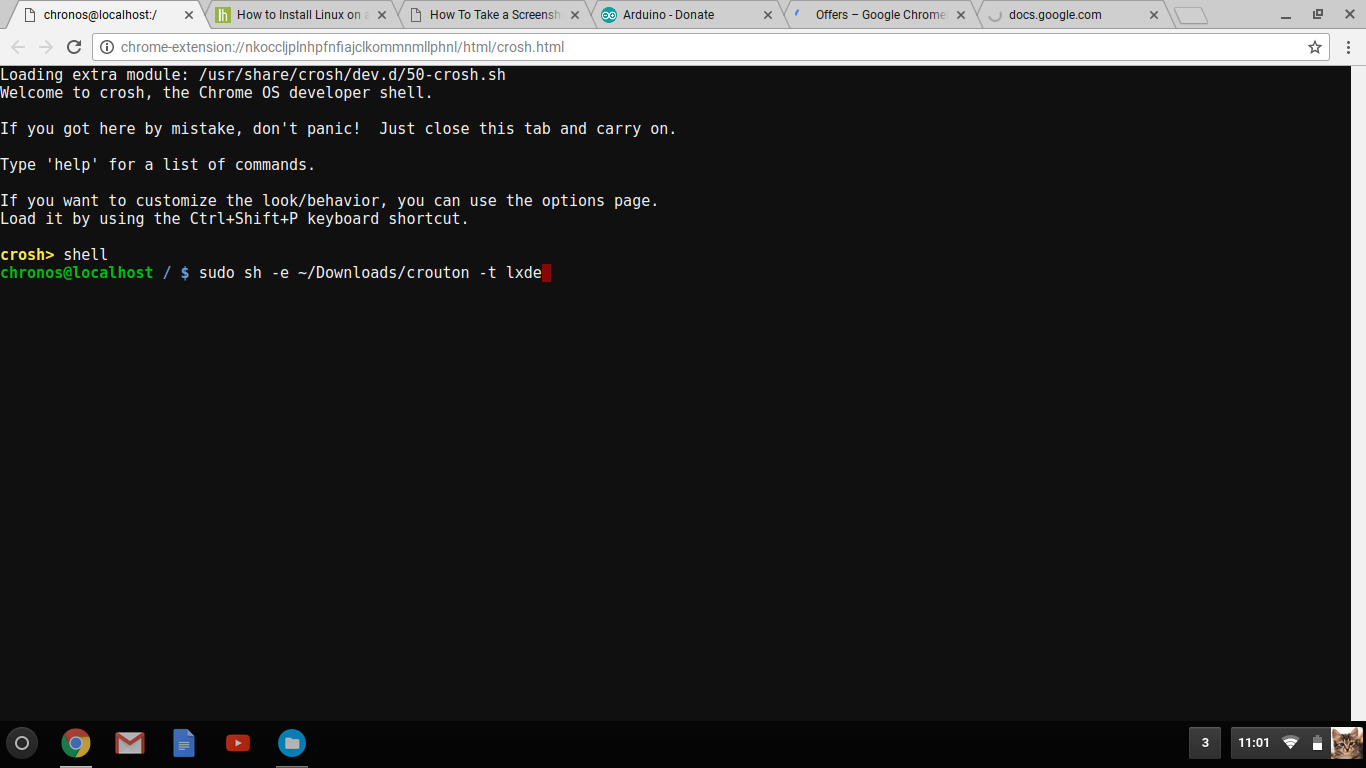 chronos@localhost:/
How to Install Linux on a
How To Take a Screensh
Arduino - Donate
Offers – Google Chrome
docs.google.com
chrome-extension://nkoccljplnhpfnfiajclkommnmllphnl/html/crosh.html
Loading extra module: /usr/share/crosh/dev.d/50-crosh.sh
Welcome to crosh, the Chrome OS developer shell.
If you got here by mistake, don't panic!  Just close this tab and carry on.
Type 'help' for a list of commands.
If you want to customize the look/behavior, you can use the options page.
Load it by using the Ctrl+Shift+P keyboard shortcut.
crosh> shell
chronos@localhost / $ sudo sh -e ~/Downloads/crouton -t lxde
3
11:01